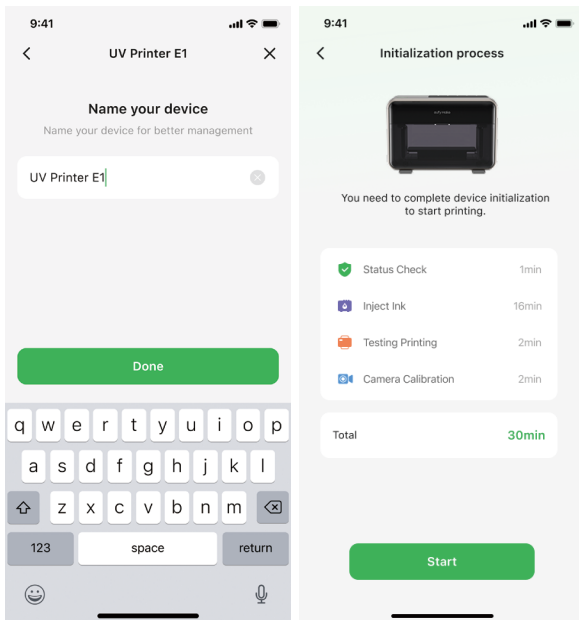 9:41
UV Printer E1
Name your device
Name your device for better management
UV Printer E1
Done
q w e r t y u i o p
a s d f g h j k l
z x c v b n m
123 space return
9:41
Initialization process
You need to complete device initialization
to start printing.
Status Check 1min
Inject Ink 16min
Testing Printing 2min
Camera Calibration 2min
Total 30min
Start